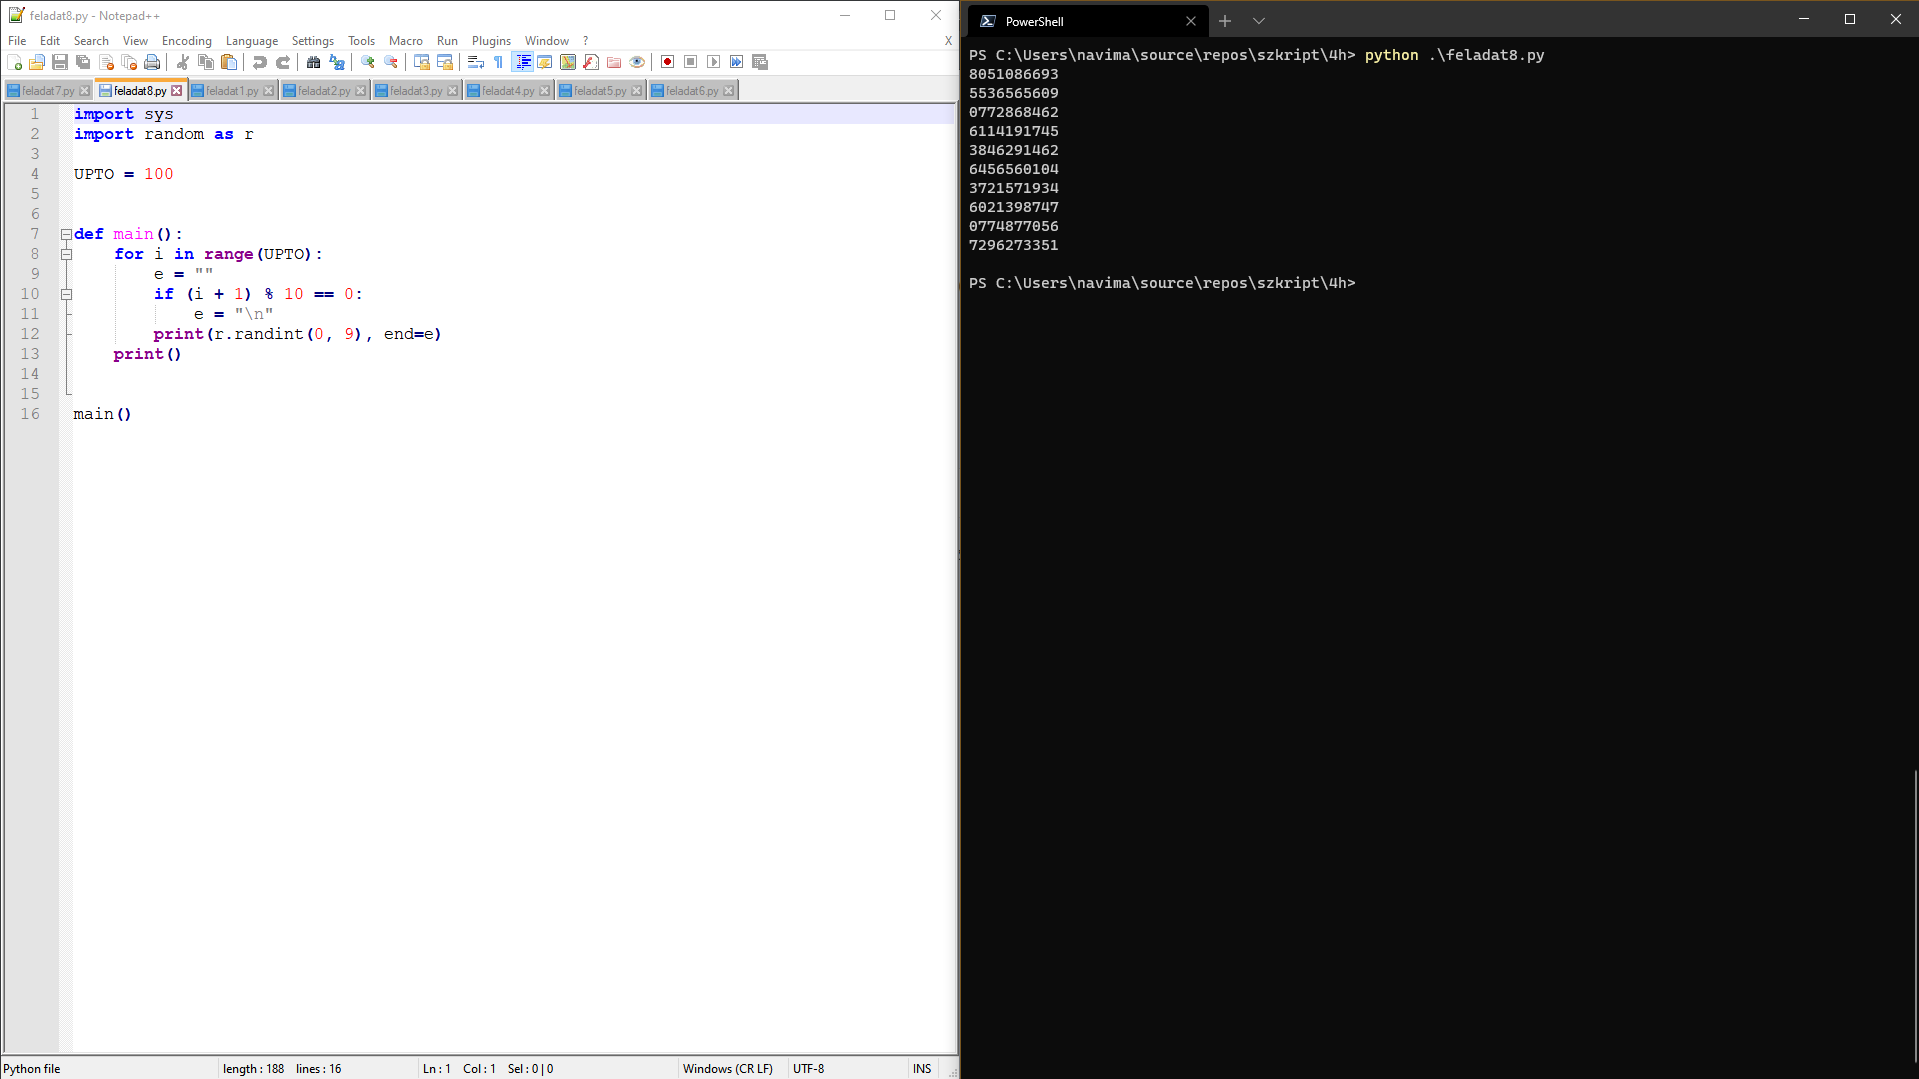 feladat8.py - Notepad++
File Edit Search View Encoding Language Settings Tools Macro Run Plugins Window ? X
feladat7.py feladat8.py feladat1.py feladat2.py feladat3.py feladat4.py feladat5.py feladat6.py
1 import sys
2 import random as r
3
4 UPTO = 100
5
6
7 def main():
8 for i in range(UPTO):
9 e = ""
10 if (i + 1) % 10 == 0:
11 e = "\n"
12 print(r.randint(0, 9), end=e)
13 print()
14
15
16 main()
Python file length : 188 lines : 16 Ln : 1 Col : 1 Sel : 0 | 0 Windows (CR LF) UTF-8 INS
PowerShell
PS C:\Users\navima\source\repos\szkript\4h> python .\feladat8.py
8051086693
5536565609
0772868462
6114191745
3846291462
6456560104
3721571934
6021398747
0774877056
7296273351
PS C:\Users\navima\source\repos\szkript\4h>